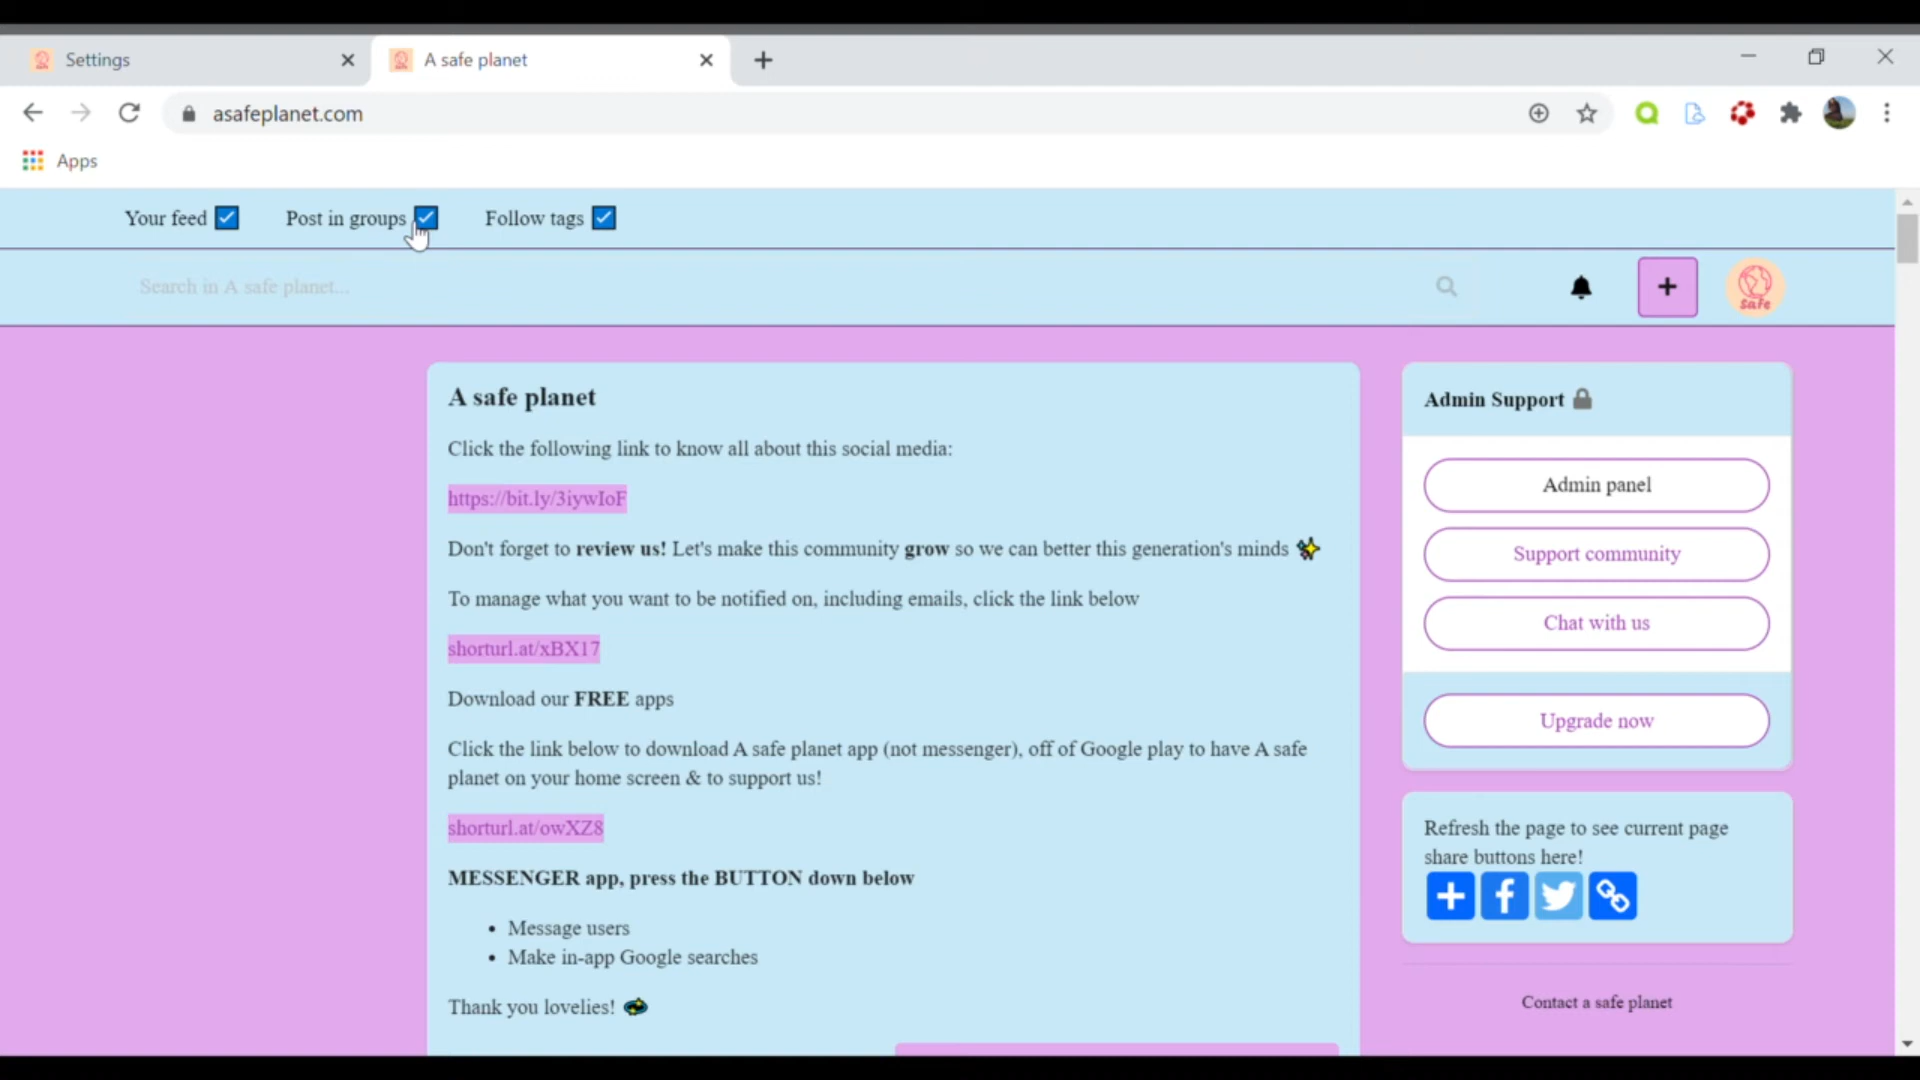 Settings
A safe planet
asafeplanet.com
Apps
Your feed
Post in groups
Follow tags
Search in A safe planet...
safe
A safe planet
Click the following link to know all about this social media:
https://bit.ly/3iywIoF
Don't forget to review us! Let's make this community grow so we can better this generation's minds
To manage what you want to be notified on, including emails, click the link below
shorturl.at/xBX17
Download our FREE apps
Click the link below to download A safe planet app (not messenger), off of Google play to have A safe
planet on your home screen & to support us!
shorturl.at/owXZ8
MESSENGER app, press the BUTTON down below
• Message users
• Make in-app Google searches
Thank you lovelies!
Admin Support
Admin panel
Support community
Chat with us
Upgrade now
Refresh the page to see current page
share buttons here!
Contact a safe planet